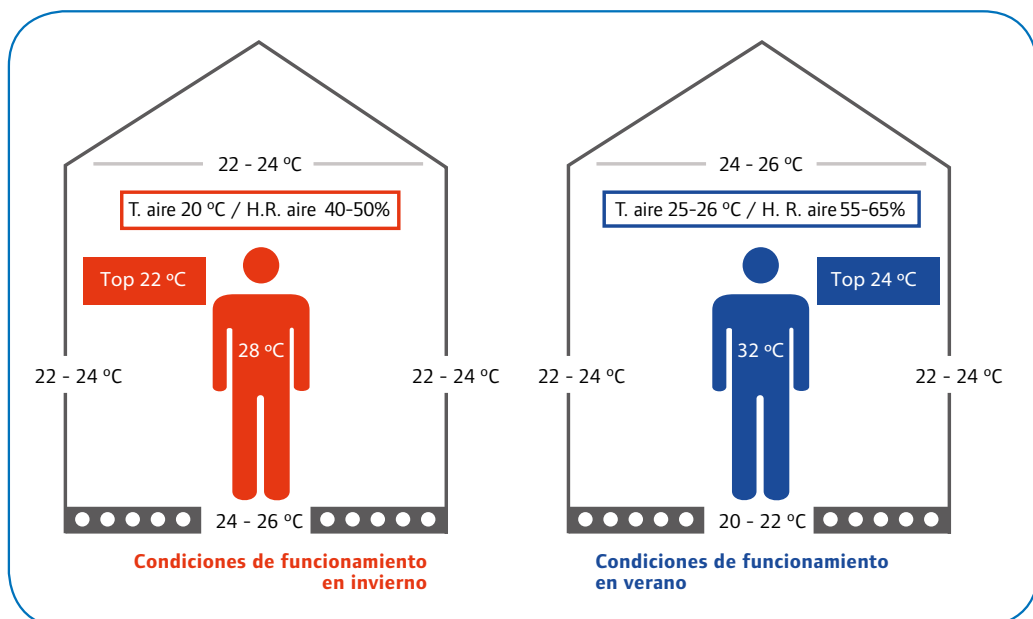 22 - 24 ºC
T. aire 20 ºC / H.R. aire 40-50%
Top 22 ºC
28 ºC
22 - 24 ºC
22 - 24 ºC
24 - 26 ºC
Condiciones de funcionamiento
en invierno
24 - 26 ºC
T. aire 25-26 ºC / H. R. aire 55-65%
Top 24 ºC
32 ºC
22 - 24 ºC
22 - 24 ºC
20 - 22 ºC
Condiciones de funcionamiento
en verano